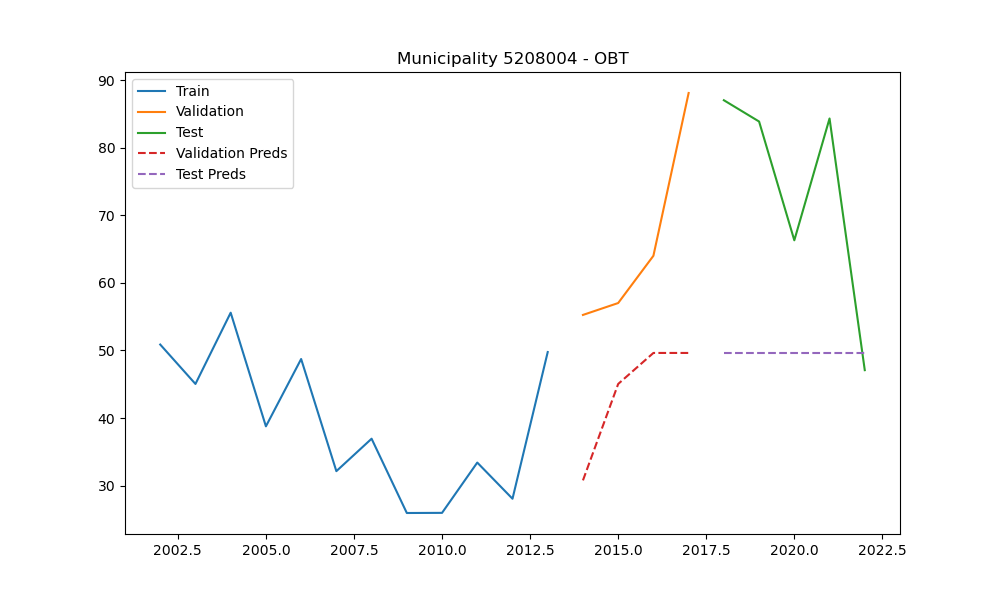 Municipality 5208004 - OBT
90
80
70
60
50
40
30
Train
Validation
Test
Validation Preds
Test Preds
2002.5 2005.0 2007.5 2010.0 2012.5 2015.0 2017.5 2020.0 2022.5